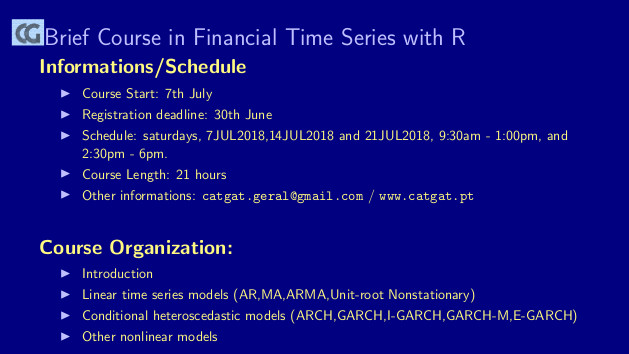 CG
Brief Course in Financial Time Series with R
Informations/Schedule
Course Start: 7th July
Registration deadline: 30th June
Schedule: saturdays, 7JUL2018,14JUL2018 and 21JUL2018, 9:30am - 1:00pm, and
2:30pm - 6pm.
Course Length: 21 hours
Other informations: catgat.geral@gmail.com / www.catgat.pt
Course Organization:
Introduction
Linear time series models (AR,MA,ARMA,Unit-root Nonstationary)
Conditional heteroscedastic models (ARCH,GARCH,I-GARCH,GARCH-M,E-GARCH)
Other nonlinear models